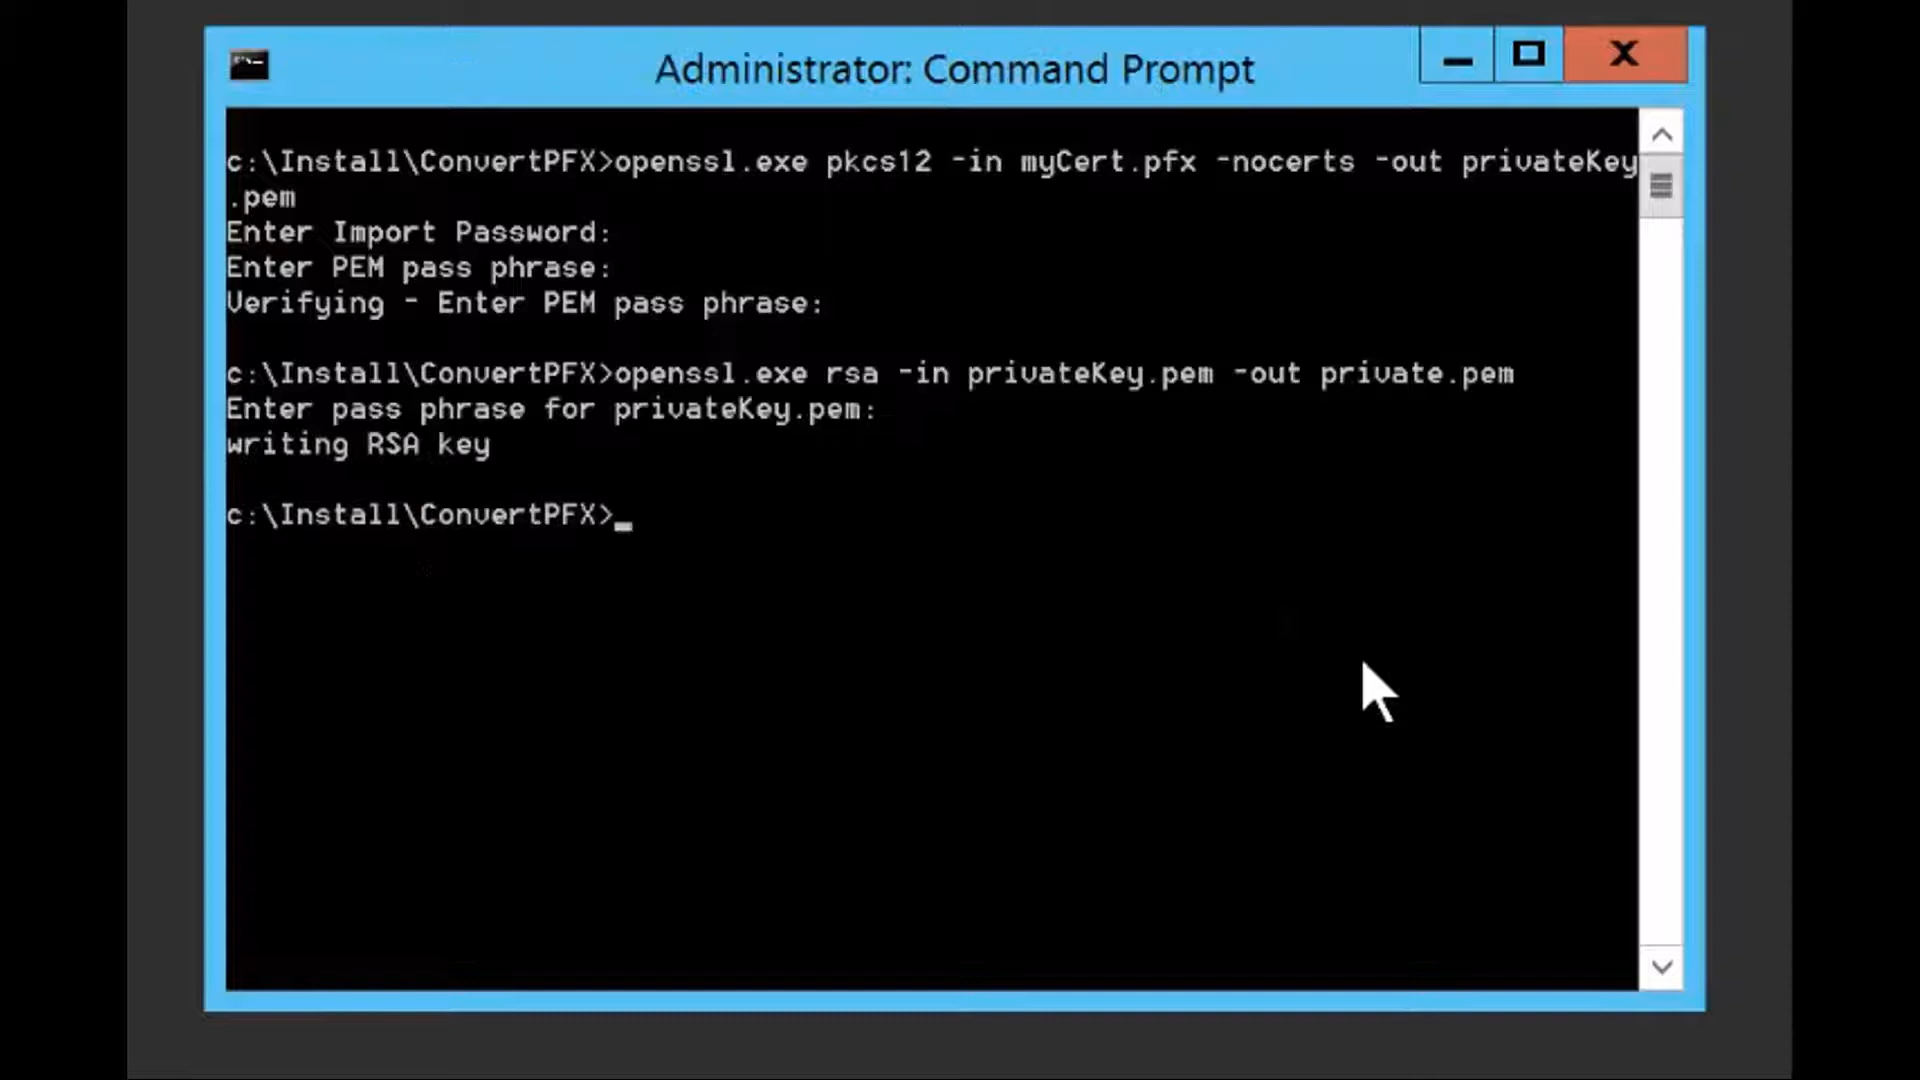 Administrator: Command Prompt
c:\Install\ConvertPFX>openssl.exe pkcs12 -in myCert.pfx -nocerts -out privateKey
.pem
Enter Import Password:
Enter PEM pass phrase:
Verifying - Enter PEM pass phrase:
c:\Install\ConvertPFX>openssl.exe rsa -in privateKey.pem -out private.pem
Enter pass phrase for privateKey.pem:
writing RSA key
c:\Install\ConvertPFX>_